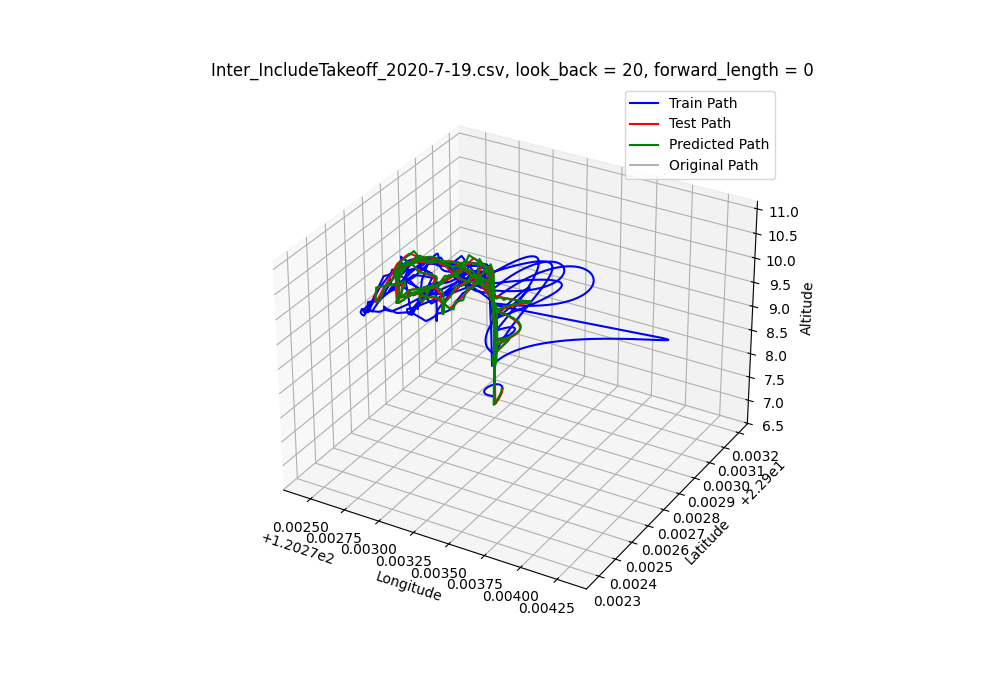 Inter_IncludeTakeoff_2020-7-19.csv, look_back = 20, forward_length = 0
Train Path
Test Path
Predicted Path
Original Path
11.0
10.5
10.0
9.5
9.0
8.5
8.0
7.5
7.0
6.5
Altitude
0.0032
0.0031
0.0030
0.0029
0.0028
0.0027
0.0026
0.0025
0.0024
0.0023
+2.29e1
Latitude
0.00250
0.00275
0.00300
0.00325
0.00350
0.00375
0.00400
0.00425
+1.2027e2
Longitude